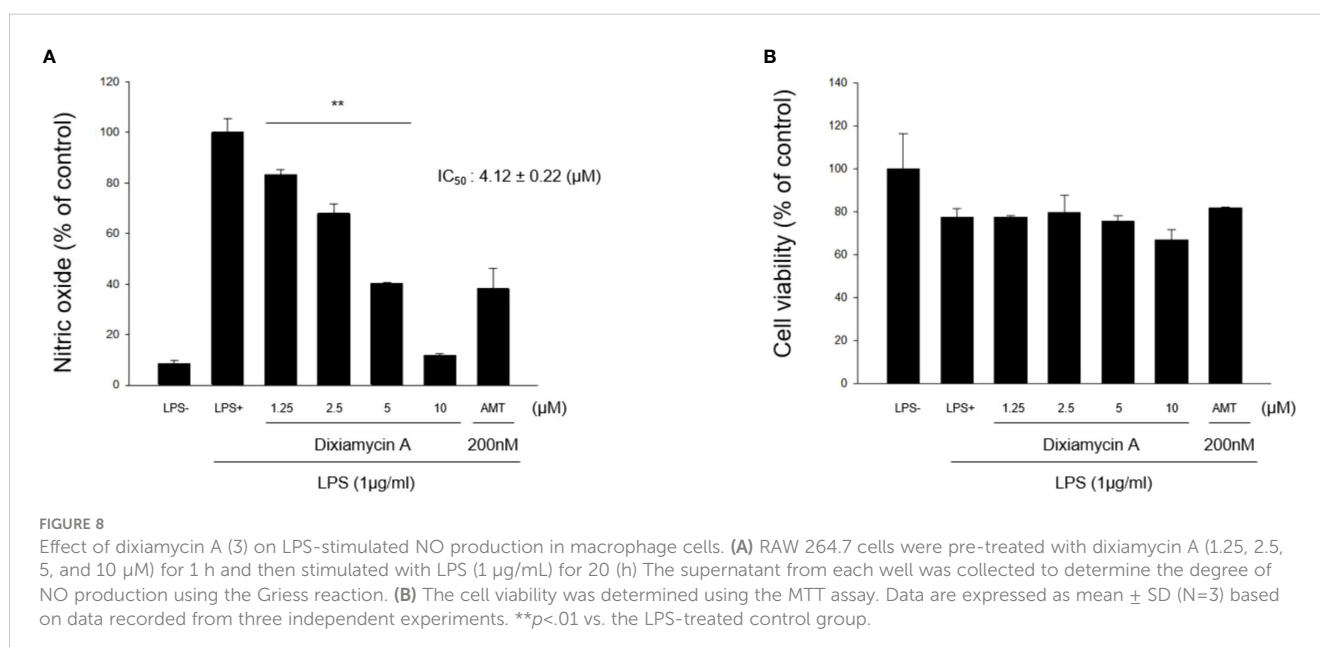 A
Nitric oxide (% of control)
120
100
80
60
40
20
0
**
IC₅₀ : 4.12 ± 0.22 (µM)
LPS- LPS+ 1.25 2.5 5 10 AMT (µM)
Dixiamycin A 200nM
LPS (1µg/ml)
B
Cell viability (% of control)
140
120
100
80
60
40
20
0
LPS- LPS+ 1.25 2.5 5 10 AMT (µM)
Dixiamycin A 200nM
LPS (1µg/ml)
FIGURE 8
Effect of dixiamycin A (3) on LPS-stimulated NO production in macrophage cells. (A) RAW 264.7 cells were pre-treated with dixiamycin A (1.25, 2.5,
5, and 10 µM) for 1 h and then stimulated with LPS (1 µg/mL) for 20 (h) The supernatant from each well was collected to determine the degree of
NO production using the Griess reaction. (B) The cell viability was determined using the MTT assay. Data are expressed as mean ± SD (N=3) based
on data recorded from three independent experiments. **p<.01 vs. the LPS-treated control group.